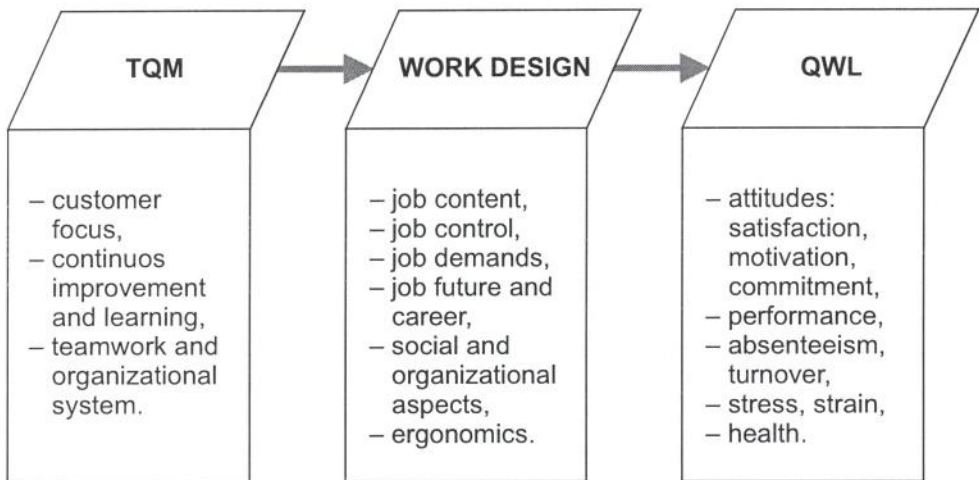 TQM
WORK DESIGN
QWL
– customer
focus,
– continuos
improvement
and learning,
– teamwork and
organizational
system.
– job content,
– job control,
– job demands,
– job future and
career,
– social and
organizational
aspects,
– ergonomics.
– attitudes:
satisfaction,
motivation,
commitment,
– performance,
– absenteeism,
turnover,
– stress, strain,
– health.